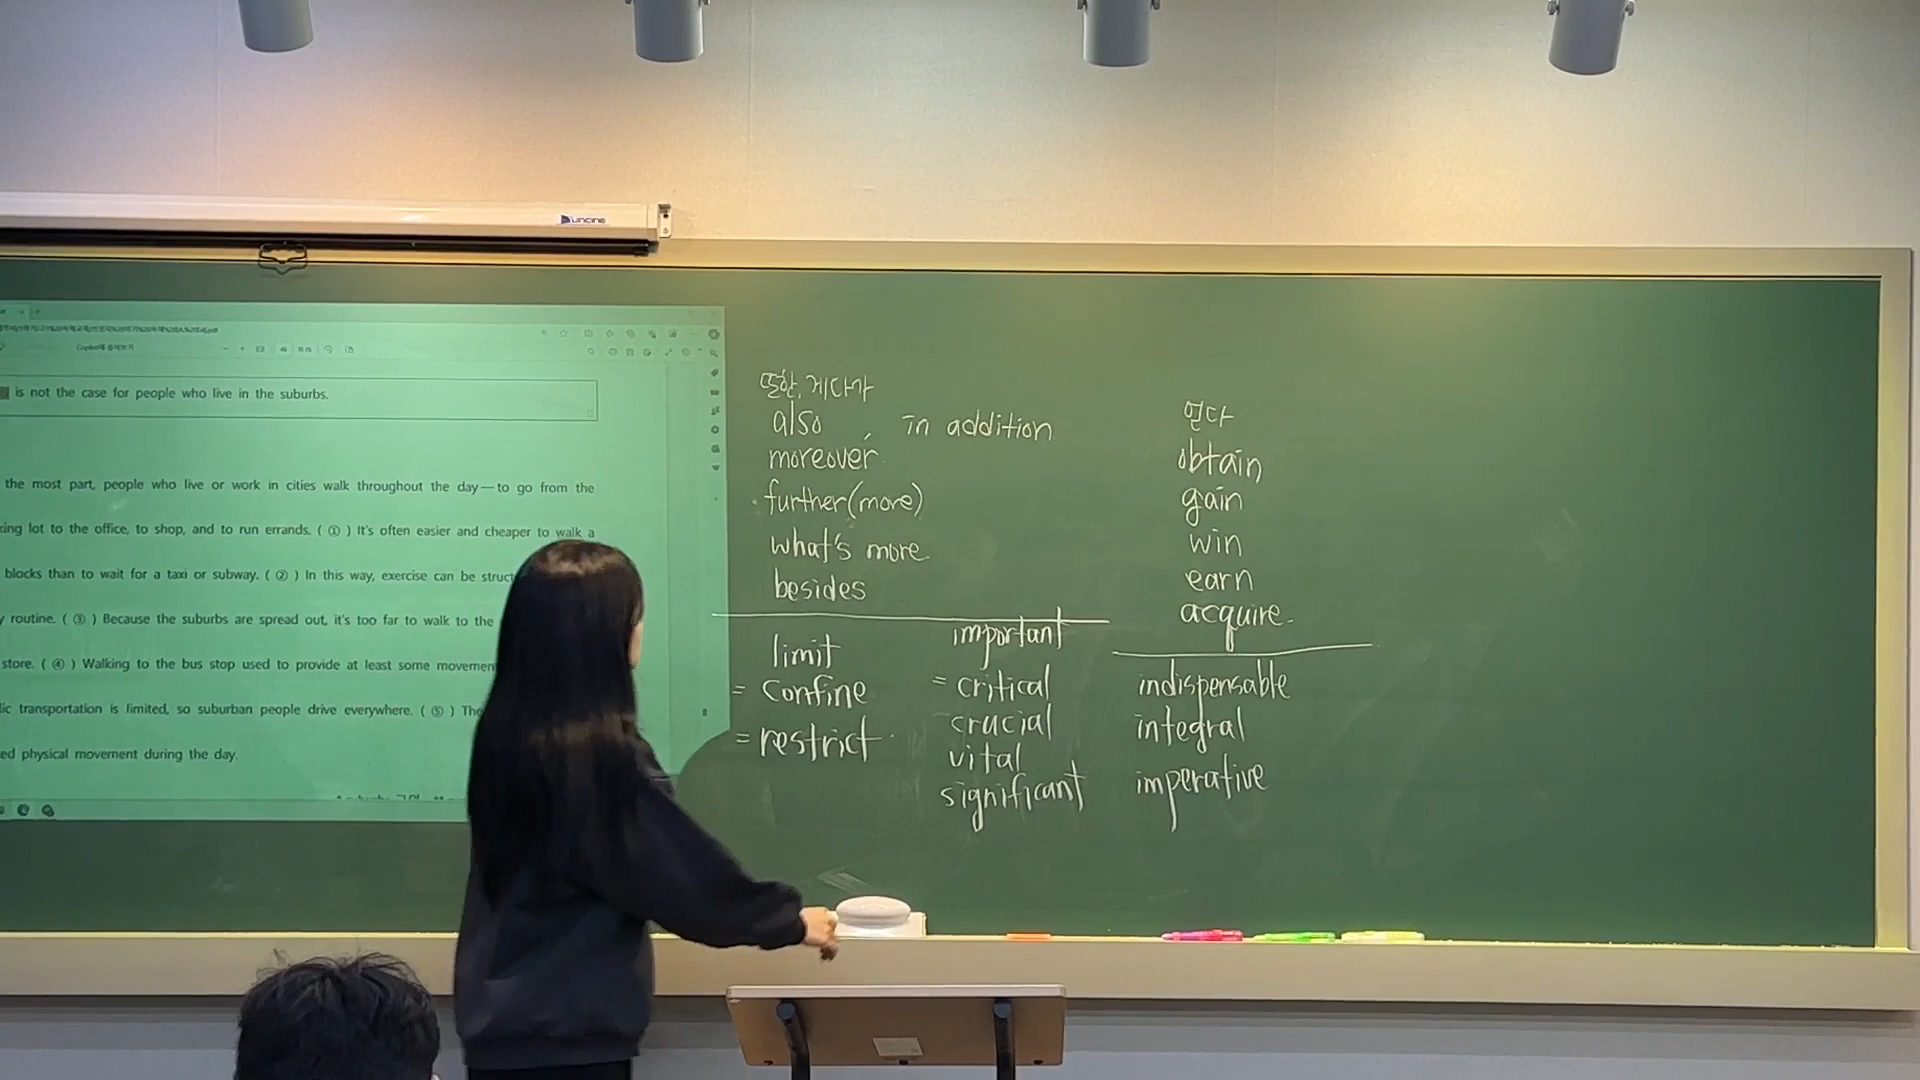 is not the case for people who live in the suburbs.
the most part, people who live or work in cities walk throughout the day—to go from the
ing lot to the office, to shop, and to run errands. ( ① ) It's often easier and cheaper to walk a
blocks than to wait for a taxi or subway. ( ② ) In this way, exercise can be struct
routine. ( ③ ) Because the suburbs are spread out, it's too far to walk to the
store. ( ④ ) Walking to the bus stop used to provide at least some movemen
ic transportation is limited, so suburban people drive everywhere. ( ⑤ ) The
ed physical movement during the day.
또한, 게다가
also, in addition
moreover
further(more)
what's more
besides
limit
= confine
= restrict
important
= critical
crucial
vital
significant
얻다
obtain
gain
win
earn
acquire
indispensable
integral
imperative